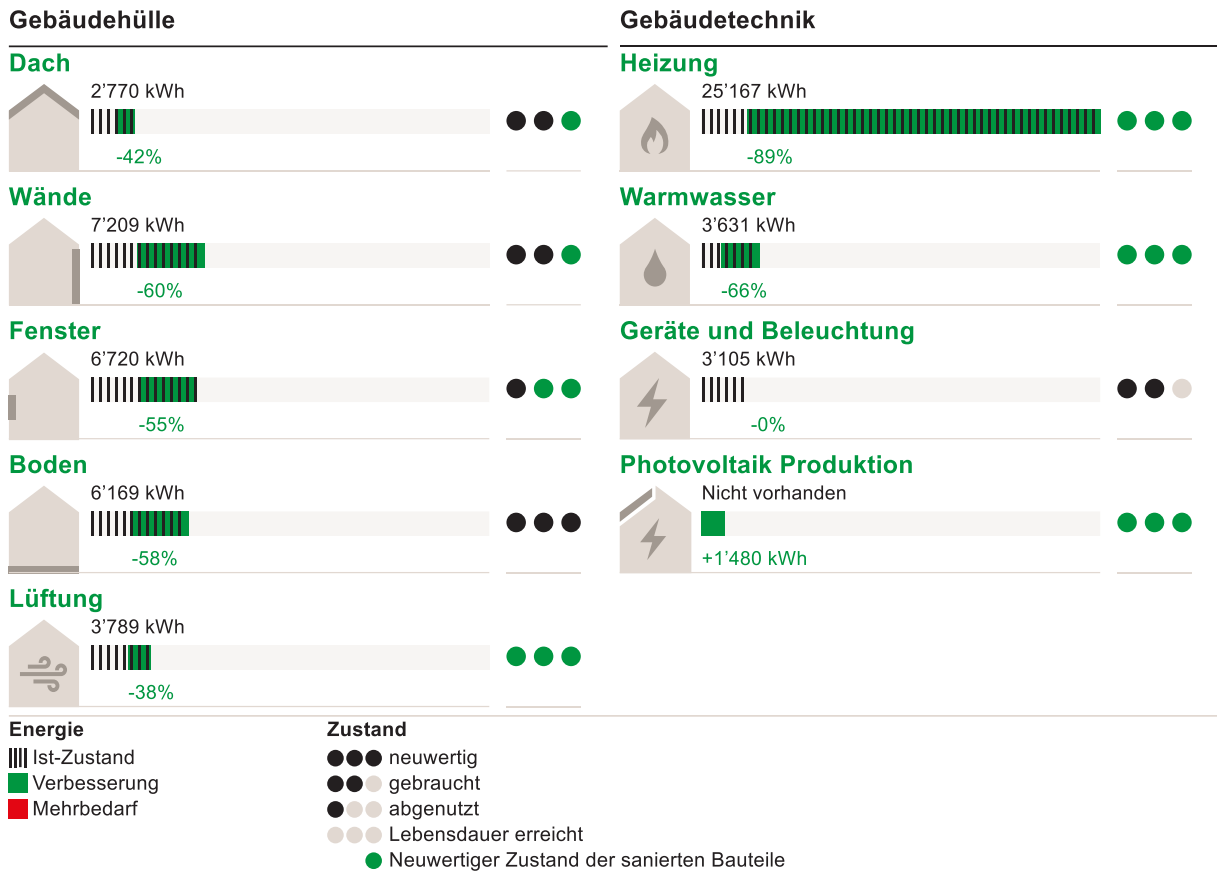 Gebäudehülle
Dach
2’770 kWh
-42%
Wände
7’209 kWh
-60%
Fenster
6’720 kWh
-55%
Boden
6’169 kWh
-58%
Lüftung
3’789 kWh
-38%
Gebäudetechnik
Heizung
25’167 kWh
-89%
Warmwasser
3’631 kWh
-66%
Geräte und Beleuchtung
3’105 kWh
-0%
Photovoltaik Produktion
Nicht vorhanden
+1’480 kWh
Energie
Ist-Zustand
Verbesserung
Mehrbedarf
Zustand
neuwertig
gebraucht
abgenutzt
Lebensdauer erreicht
Neuwertiger Zustand der sanierten Bauteile